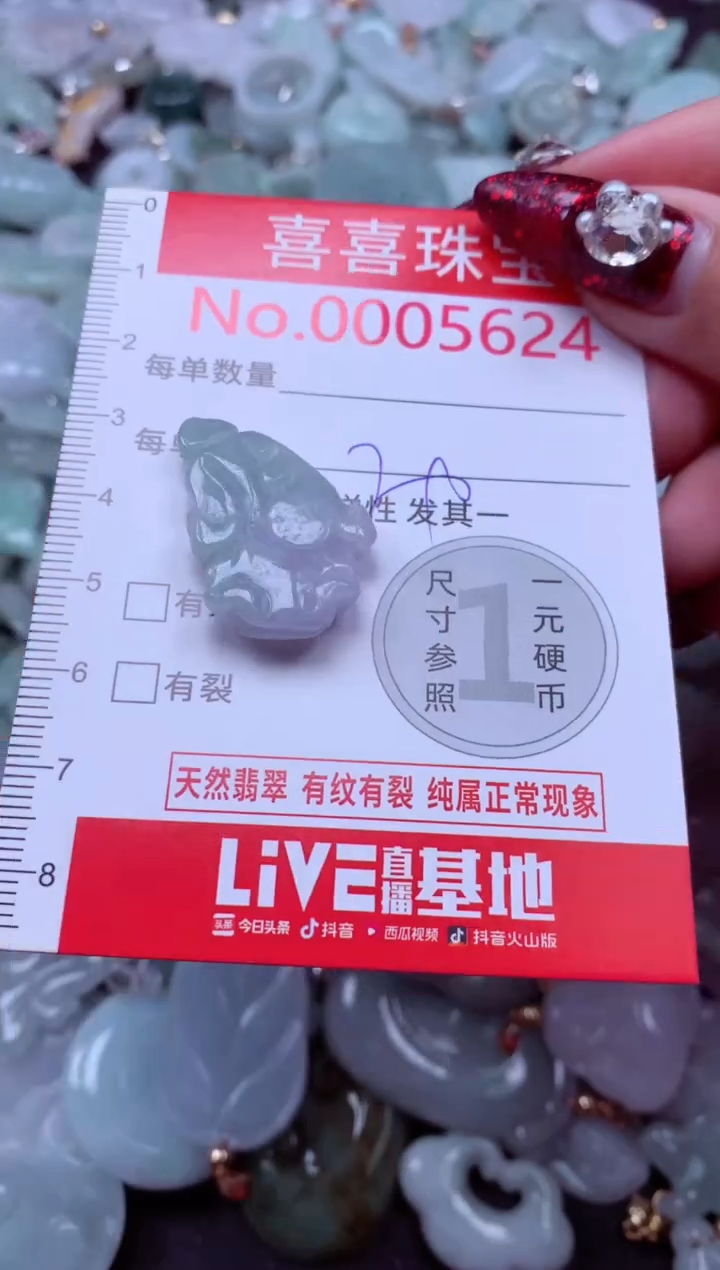 0
1
2
3
4
5
6
7
8
喜喜珠宝
No.0005624
每单数量
每单
性 发其一
尺寸参照
1
一元硬币
有
有裂
天然翡翠 有纹有裂 纯属正常现象
LiVE直播基地
头条 今日头条 抖音 西瓜视频 抖音火山版